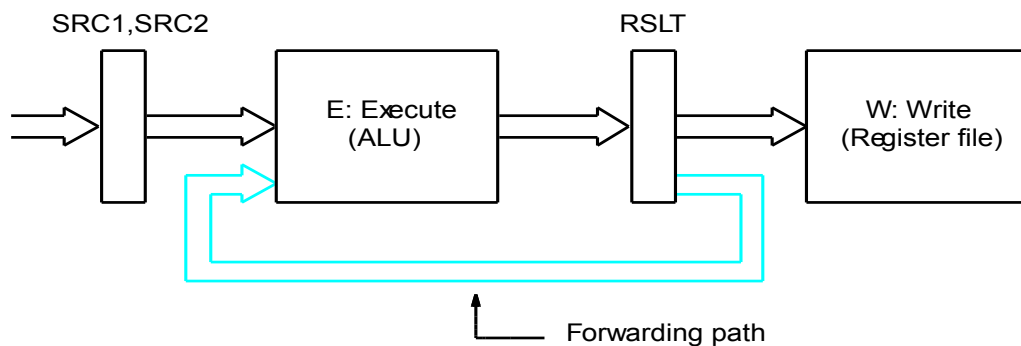 SRC1,SRC2
RSLT
E: Execute
(ALU)
W: Write
(Register file)
Forwarding path